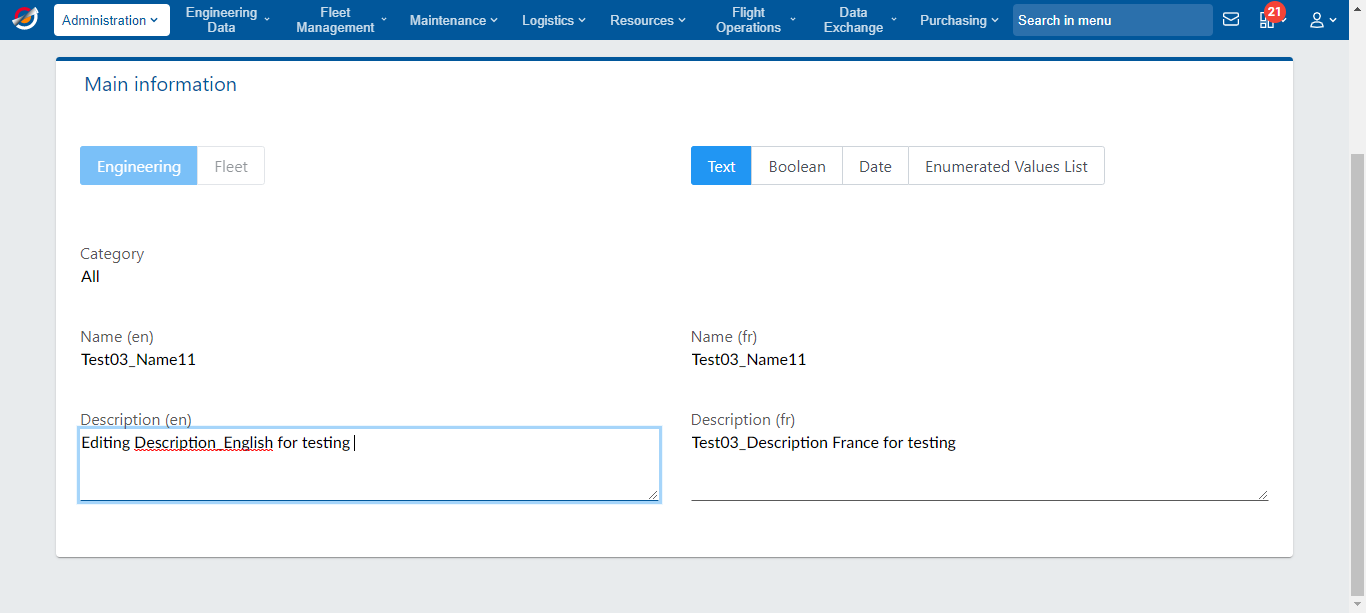 Administration
Engineering
Data
Fleet
Management
Maintenance
Logistics
Resources
Flight
Operations
Data
Exchange
Purchasing
Search in menu
21
Main information
Engineering
Fleet
Text
Boolean
Date
Enumerated Values List
Category
All
Name (en)
Name (fr)
Test03_Name11
Test03_Name11
Description (en)
Description (fr)
Editing Description_English for testing
Test03_Description France for testing